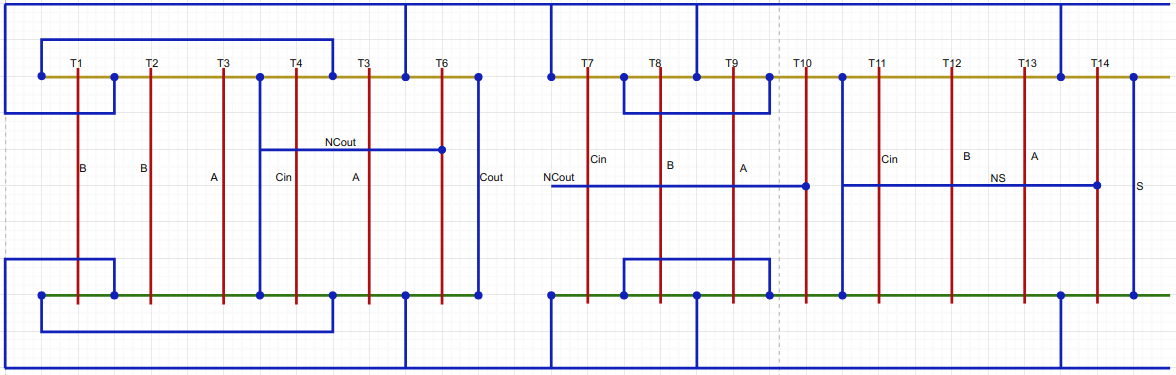 T1 T2 T3 T4 T3 T6 T7 T8 T9 T10 T11 T12 T13 T14
NCout
B B A Cin A Cout NCout Cin B A Cin B A NS S